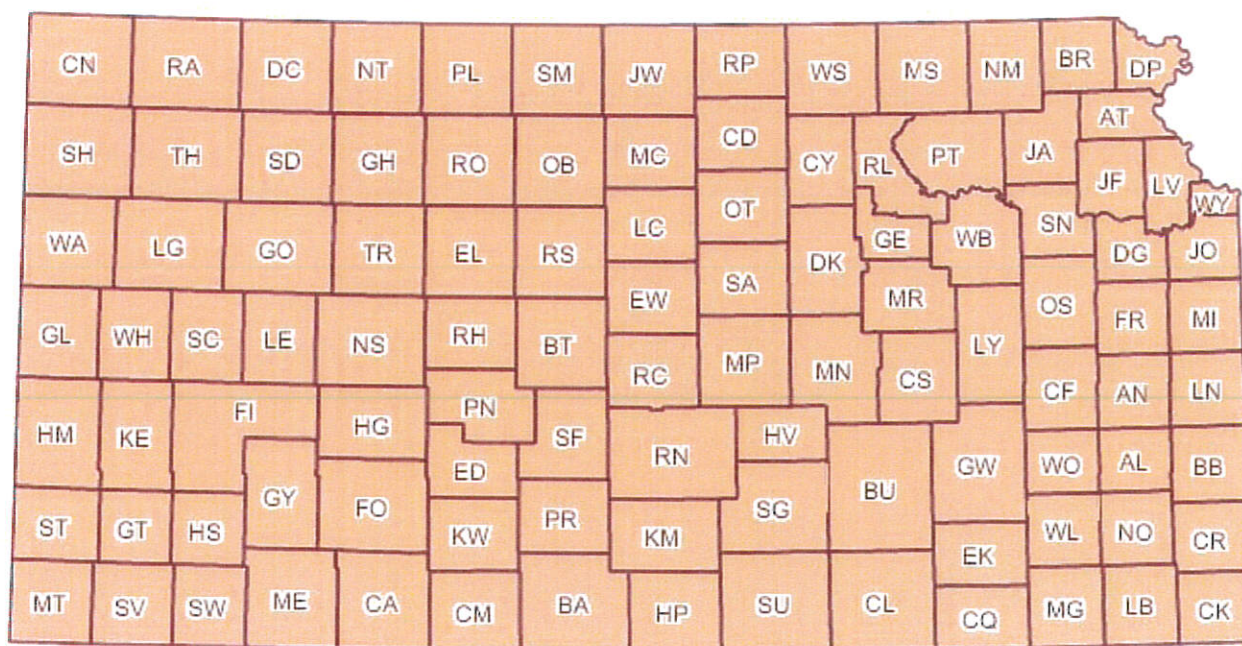 CN RA DC NT PL SM JW RP WS MS NM BR DP
SH TH SD GH RO OB MC CD CY RL PT JA AT
JF LV WY
WA LG GO TR EL RS LC OT DK GE WB SN DG JO
GL WH SC LE NS RH BT EW SA MR LY OS FR MI
HM KE FI HG PN SF RC MP MN CS CF AN LN
ED RN HV BU GW WO AL BB
ST GT HS GY FO KW PR KM SG EK WL NO CR
MT SV SW ME CA CM BA HP SU CL CQ MG LB CK